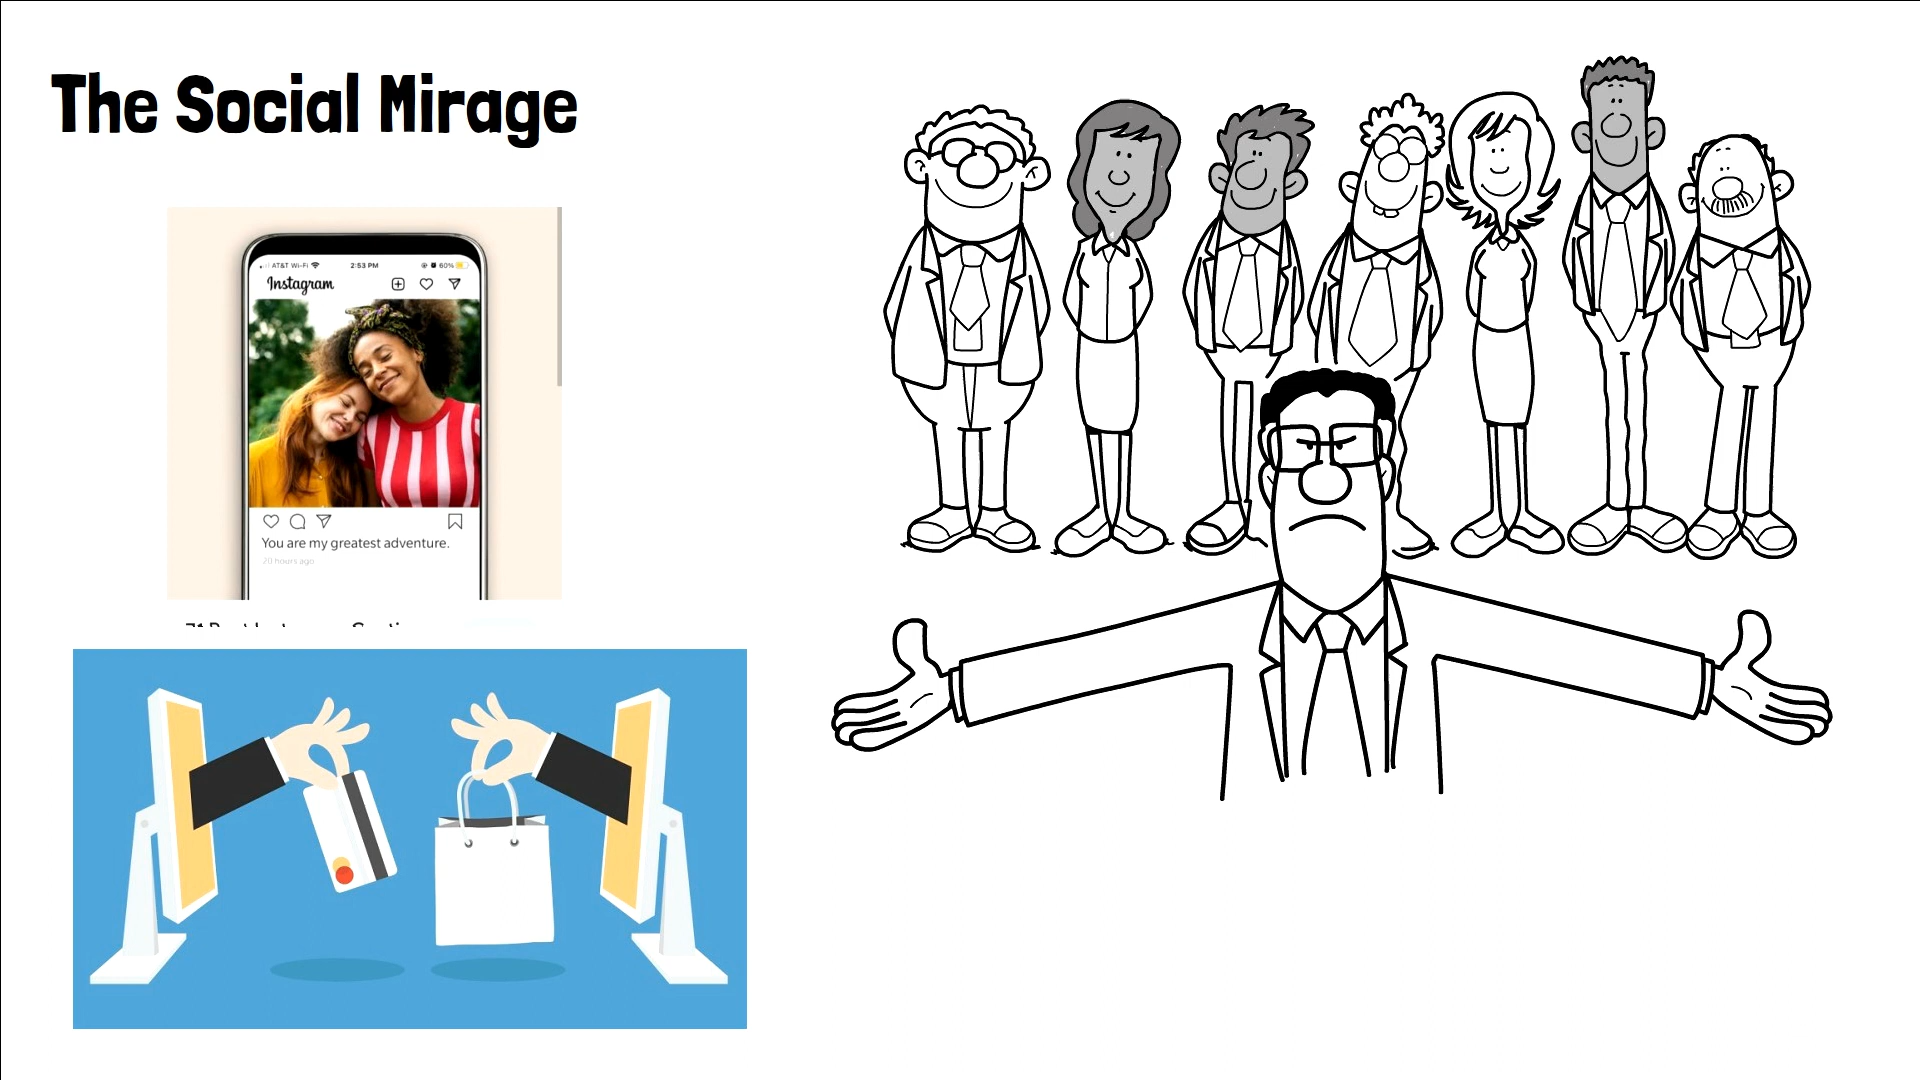 The Social Mirage
AT&T Wi-Fi 2:53 PM 60%
Instagram
You are my greatest adventure.
20 hours ago